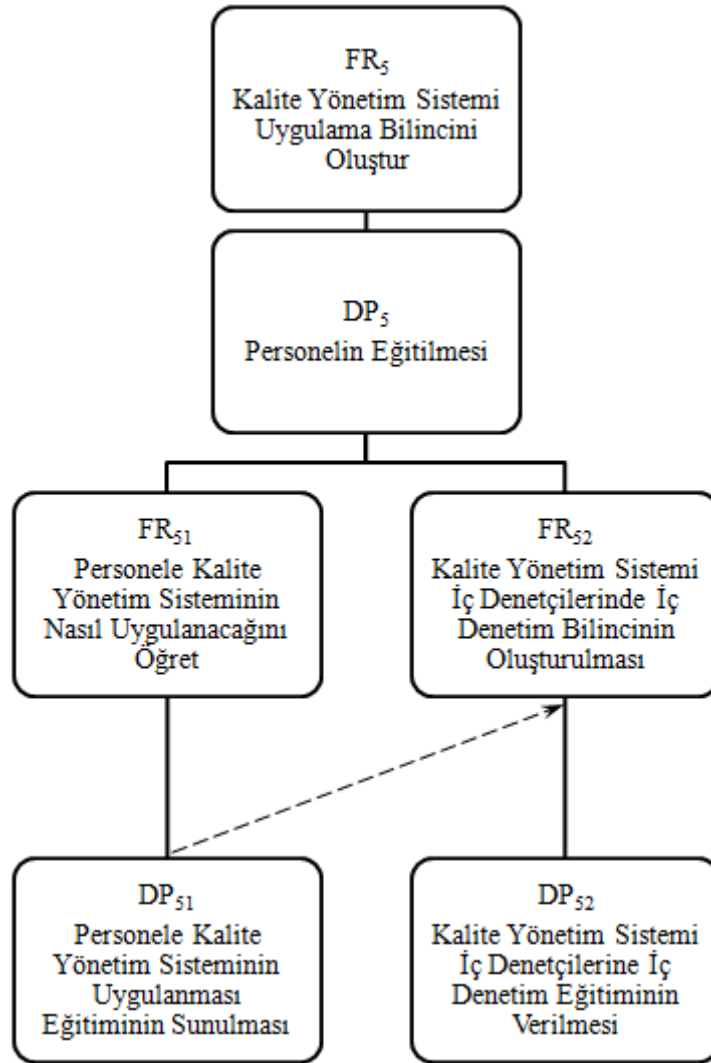 FR₅
Kalite Yönetim Sistemi
Uygulama Bilincini
Oluştur
DP₅
Personelin Eğitilmesi
FR₅₁
Personele Kalite
Yönetim Sisteminin
Nasıl Uygulanacağını
Öğret
FR₅₂
Kalite Yönetim Sistemi
İç Denetçilerinde İç
Denetim Bilincinin
Oluşturulması
DP₅₁
Personele Kalite
Yönetim Sisteminin
Uygulanması
Eğitiminin Sunulması
DP₅₂
Kalite Yönetim Sistemi
İç Denetçilerine İç
Denetim Eğitiminin
Verilmesi